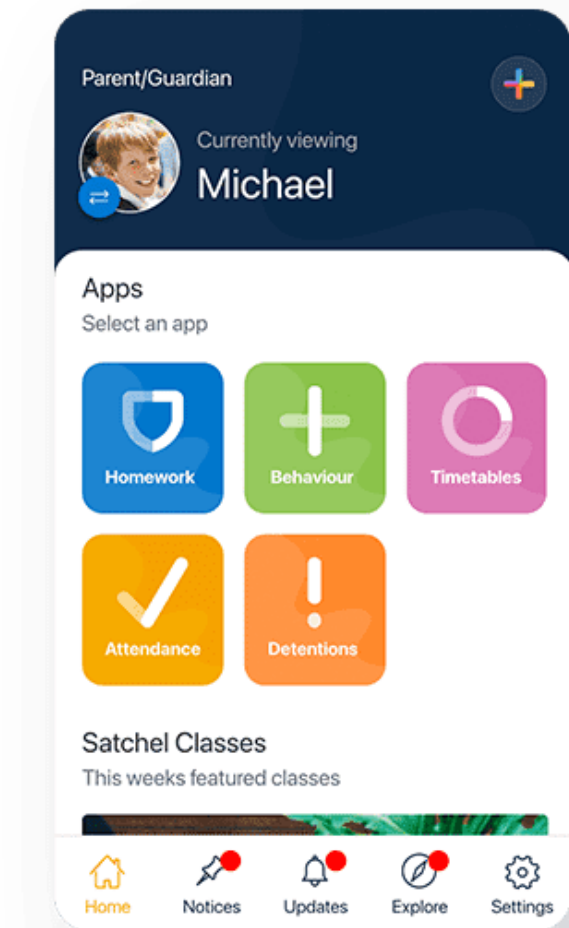 Parent/Guardian
Currently viewing
Michael
Apps
Select an app
Homework
Behaviour
Timetables
Attendance
Detentions
Satchel Classes
This weeks featured classes
Home
Notices
Updates
Explore
Settings